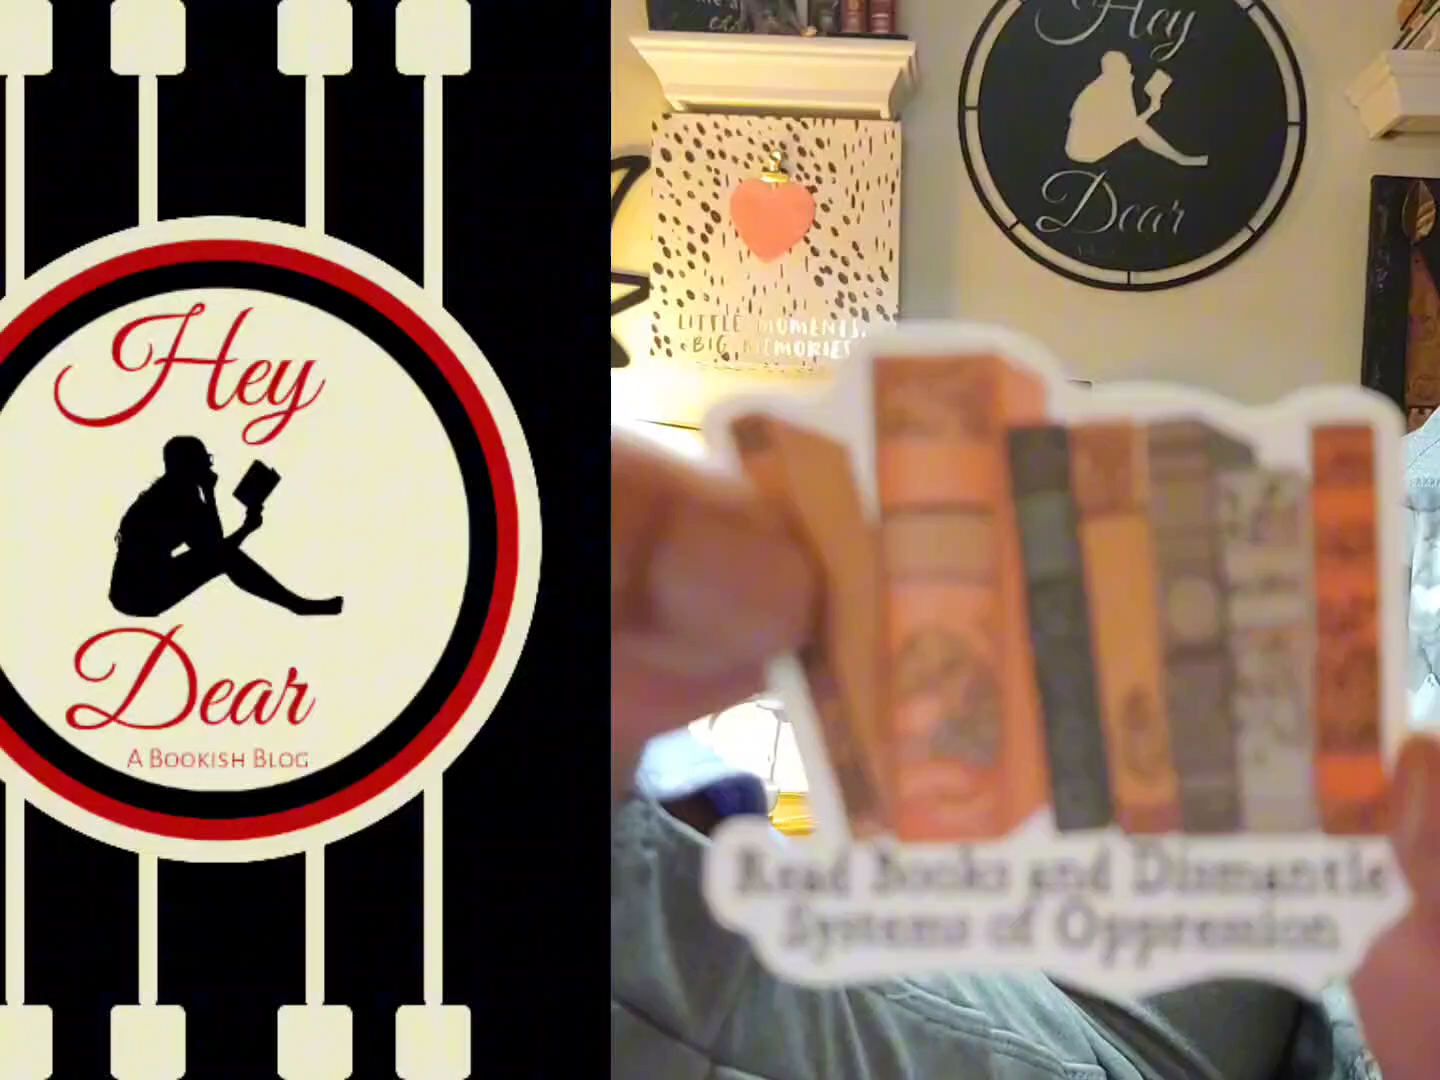 Hey
Dear
A BOOKISH BLOG
Hey
Dear
LITTLE MOMENTS,
BIG MEMORIES
Read Books and Dismantle
Systems of Oppression